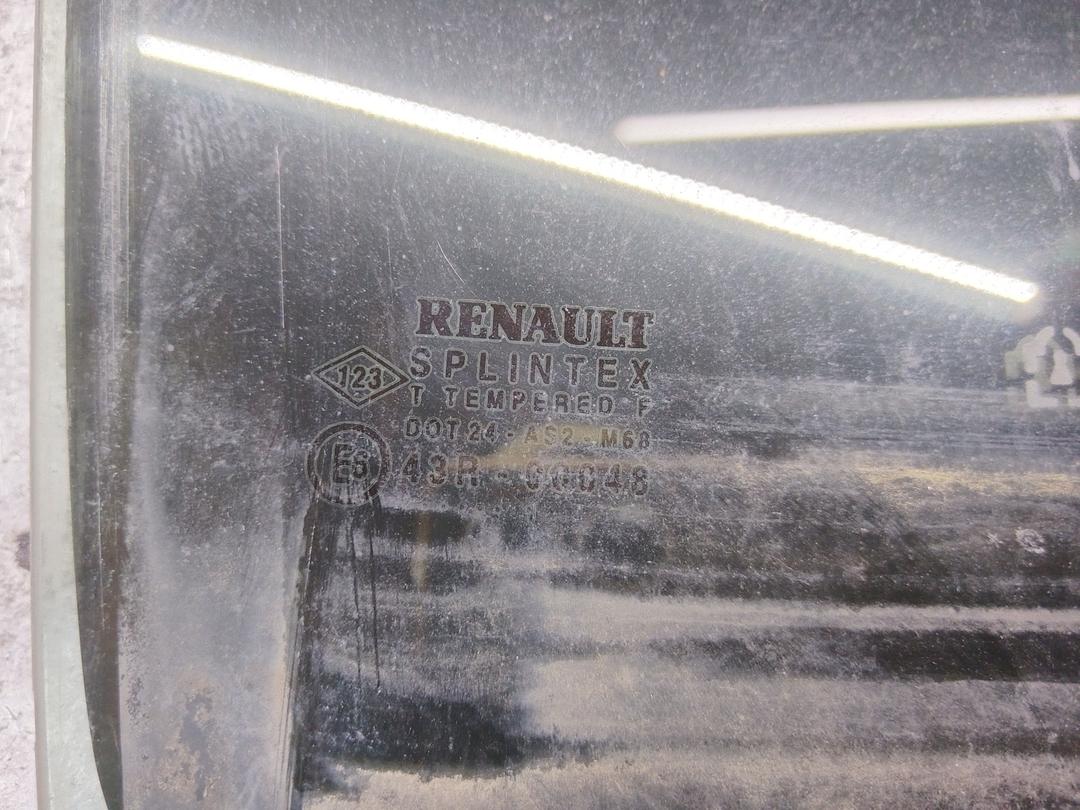 RENAULT
SPLINTEX
123
T TEMPERED F
DOT 24 - AS2 - M68
E6
43R - 00048